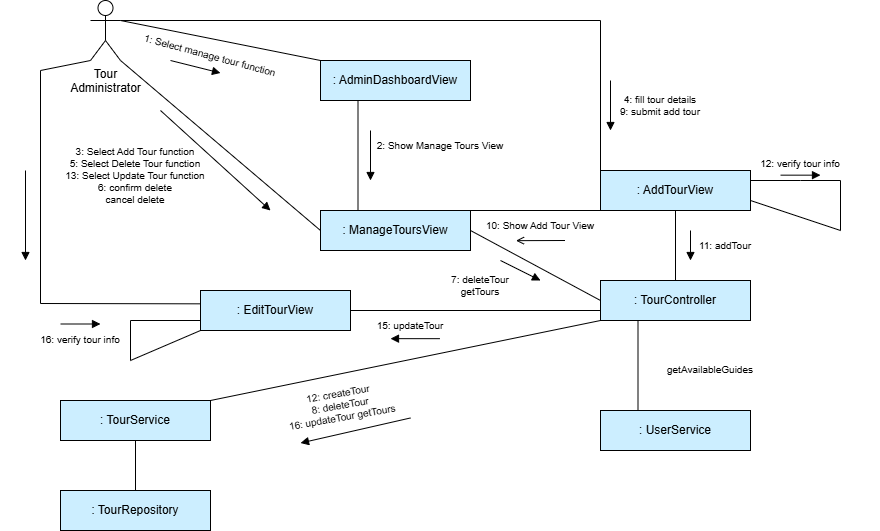 1: Select manage tour function
Tour
Administrator
: AdminDashboardView
4: fill tour details
9: submit add tour
2: Show Manage Tours View
3: Select Add Tour function
5: Select Delete Tour function
13: Select Update Tour function
6: confirm delete
cancel delete
12: verify tour info
: AddTourView
: ManageToursView
10: Show Add Tour View
11: addTour
7: deleteTour
getTours
: EditTourView
: TourController
16: verify tour info
15: updateTour
getAvailableGuides
12: createTour
8: deleteTour
16: updateTour getTours
: TourService
: UserService
: TourRepository